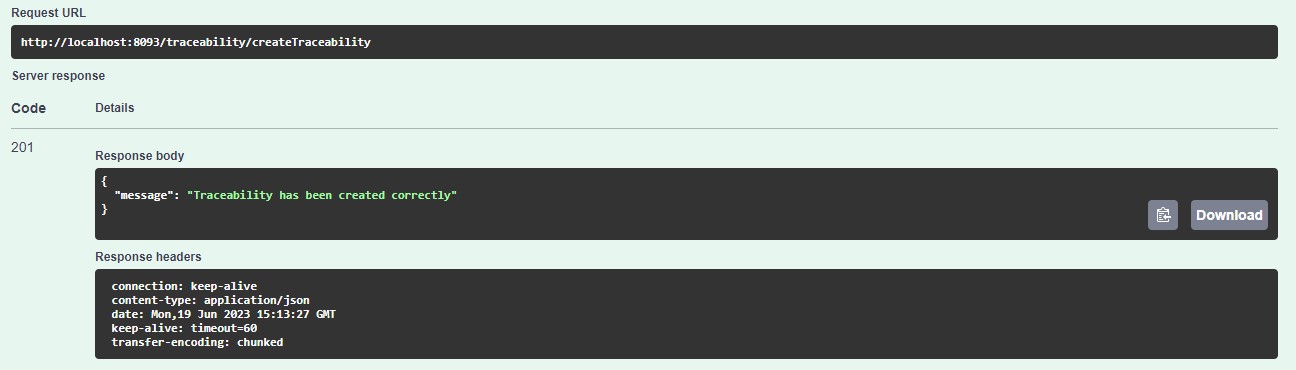 Request URL
http://localhost:8093/traceability/createTraceability
Server response
Code Details
201
Response body
{
"message": "Traceability has been created correctly"
}
Download
Response headers
connection: keep-alive
content-type: application/json
date: Mon,19 Jun 2023 15:13:27 GMT
keep-alive: timeout=60
transfer-encoding: chunked